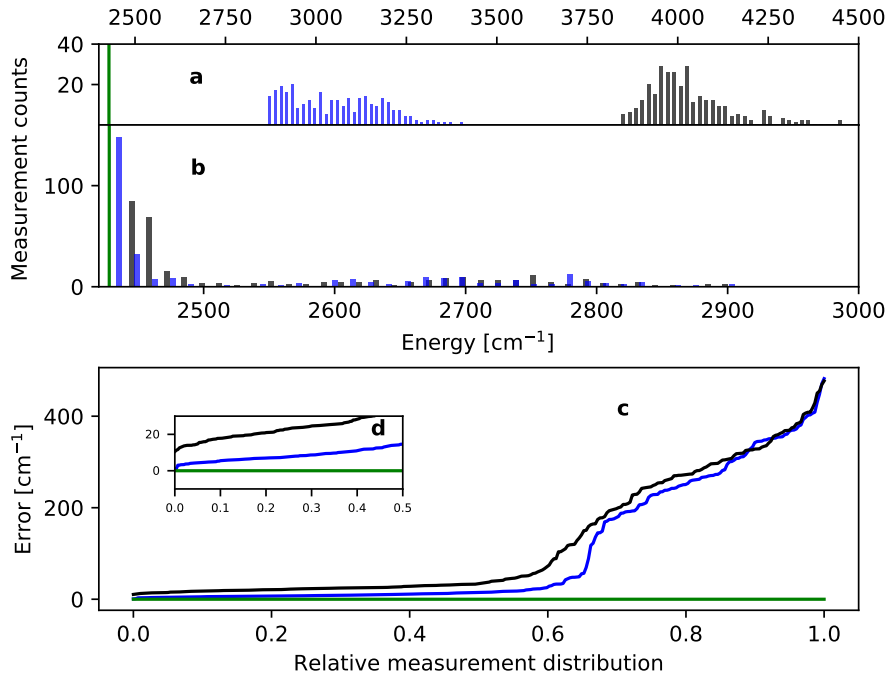 2500 2750 3000 3250 3500 3750 4000 4250 4500
40
20
a
Measurement counts
b
100
0
2500 2600 2700 2800 2900 3000
Energy [cm⁻¹]
400
200
0
Error [cm⁻¹]
c
20
0
d
0.0 0.1 0.2 0.3 0.4 0.5
0.0 0.2 0.4 0.6 0.8 1.0
Relative measurement distribution